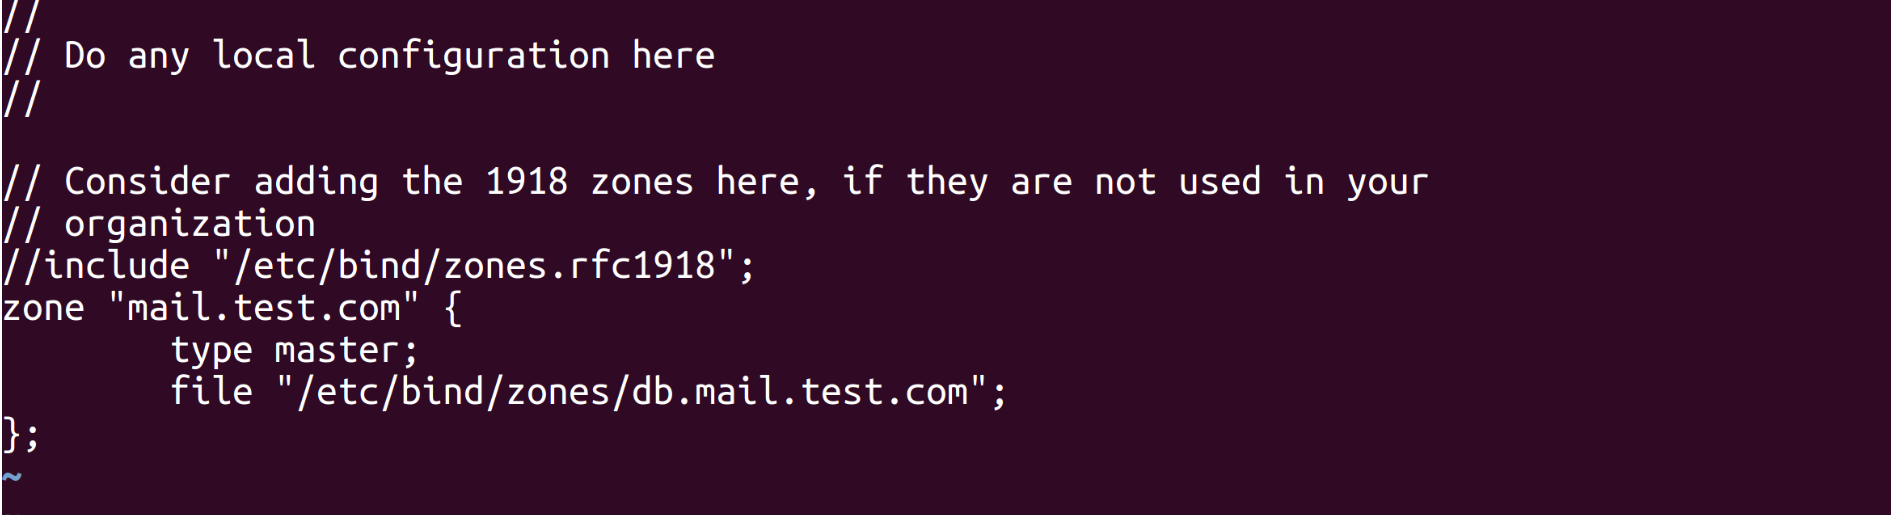 //
// Do any local configuration here
//

// Consider adding the 1918 zones here, if they are not used in your
// organization
//include "/etc/bind/zones.rfc1918";
zone "mail.test.com" {
        type master;
        file "/etc/bind/zones/db.mail.test.com";
};
~